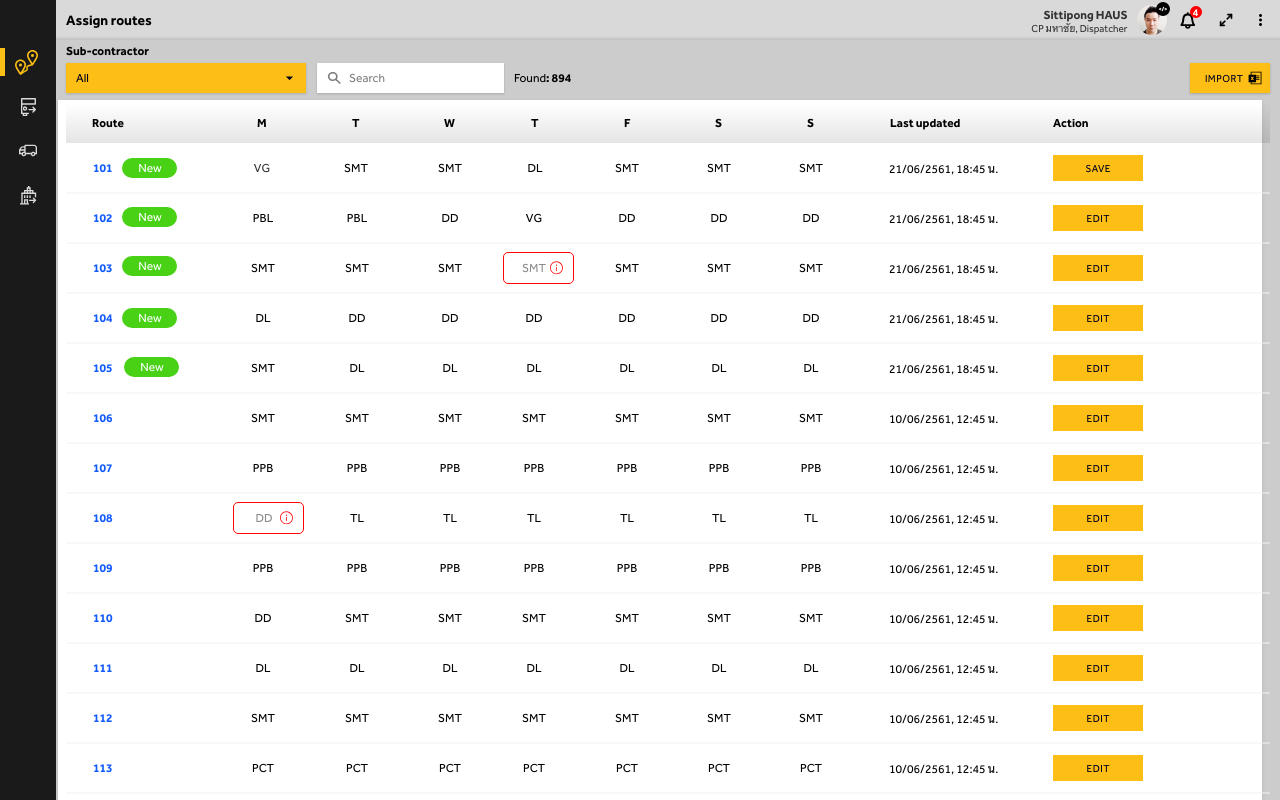 Assign routes
Sittipong HAUS
CP มหาชัย, Dispatcher
</>
4
Sub-contractor
All
Search
Found: 894
IMPORT
Route M T W T F S S Last updated Action
101 New VG SMT SMT DL SMT SMT SMT 21/06/2561, 18:45 น. SAVE
102 New PBL PBL DD VG DD DD DD 21/06/2561, 18:45 น. EDIT
103 New SMT SMT SMT SMT SMT SMT SMT 21/06/2561, 18:45 น. EDIT
104 New DL DD DD DD DD DD DD 21/06/2561, 18:45 น. EDIT
105 New SMT DL DL DL DL DL DL 21/06/2561, 18:45 น. EDIT
106 SMT SMT SMT SMT SMT SMT SMT 10/06/2561, 12:45 น. EDIT
107 PPB PPB PPB PPB PPB PPB PPB 10/06/2561, 12:45 น. EDIT
108 DD TL TL TL TL TL TL 10/06/2561, 12:45 น. EDIT
109 PPB PPB PPB PPB PPB PPB PPB 10/06/2561, 12:45 น. EDIT
110 DD SMT SMT SMT SMT SMT SMT 10/06/2561, 12:45 น. EDIT
111 DL DL DL DL DL DL DL 10/06/2561, 12:45 น. EDIT
112 SMT SMT SMT SMT SMT SMT SMT 10/06/2561, 12:45 น. EDIT
113 PCT PCT PCT PCT PCT PCT PCT 10/06/2561, 12:45 น. EDIT